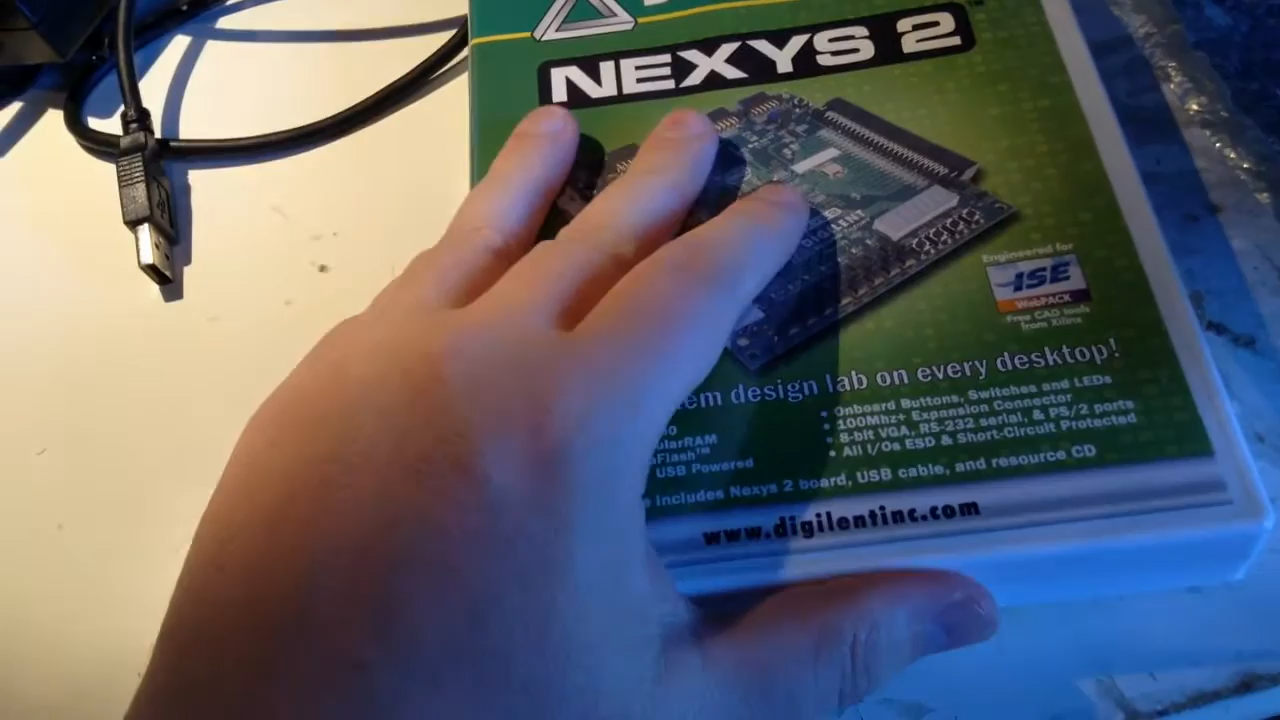 NEXYS 2™
DIGILENT
Engineered for
ISE
WebPACK
Free CAD tools
from Xilinx
design lab on every desktop!
• Onboard Buttons, Switches and LEDs
• 100Mhz+ Expansion Connector
• 8-bit VGA, RS-232 serial, & PS/2 ports
• All I/Os ESD & Short-Circuit Protected
USB Powered
Includes Nexys 2 board, USB cable, and resource CD
www.digilentinc.com